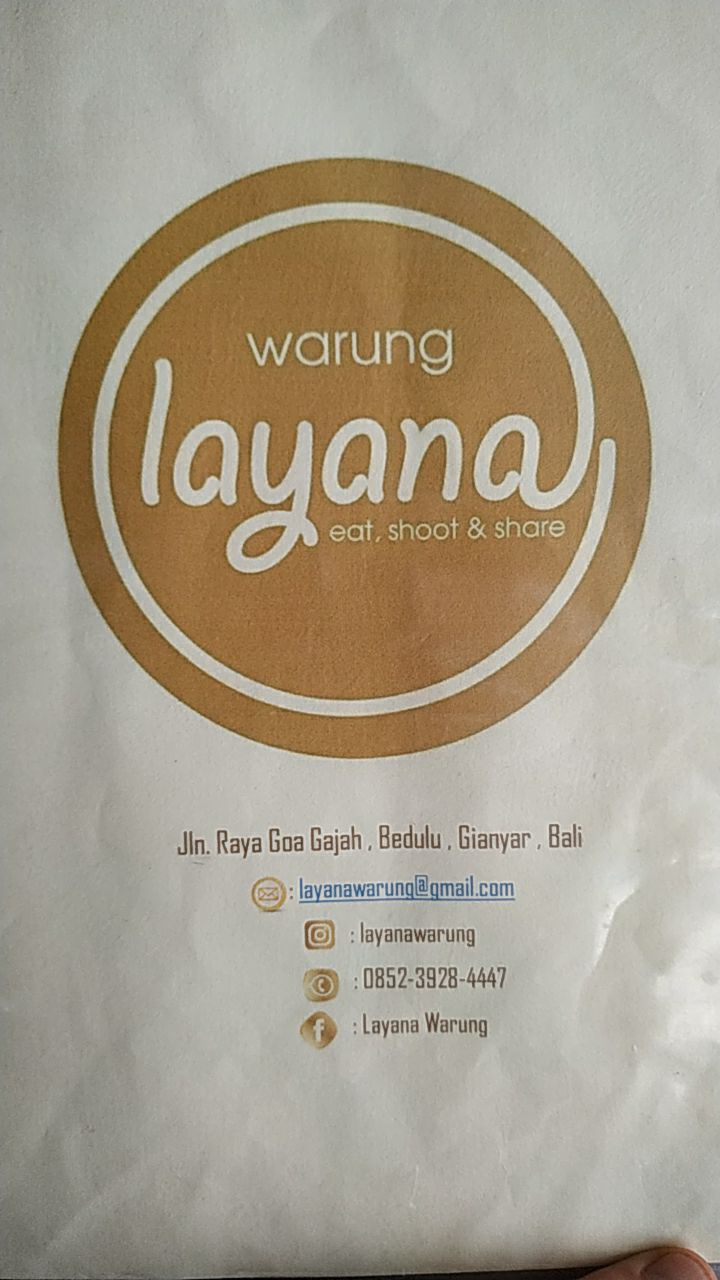 warung
layana
eat, shoot & share
Jln. Raya Goa Gajah , Bedulu , Gianyar , Bali
: layanawarung@gmail.com
: layanawarung
: 0852-3928-4447
: Layana Warung